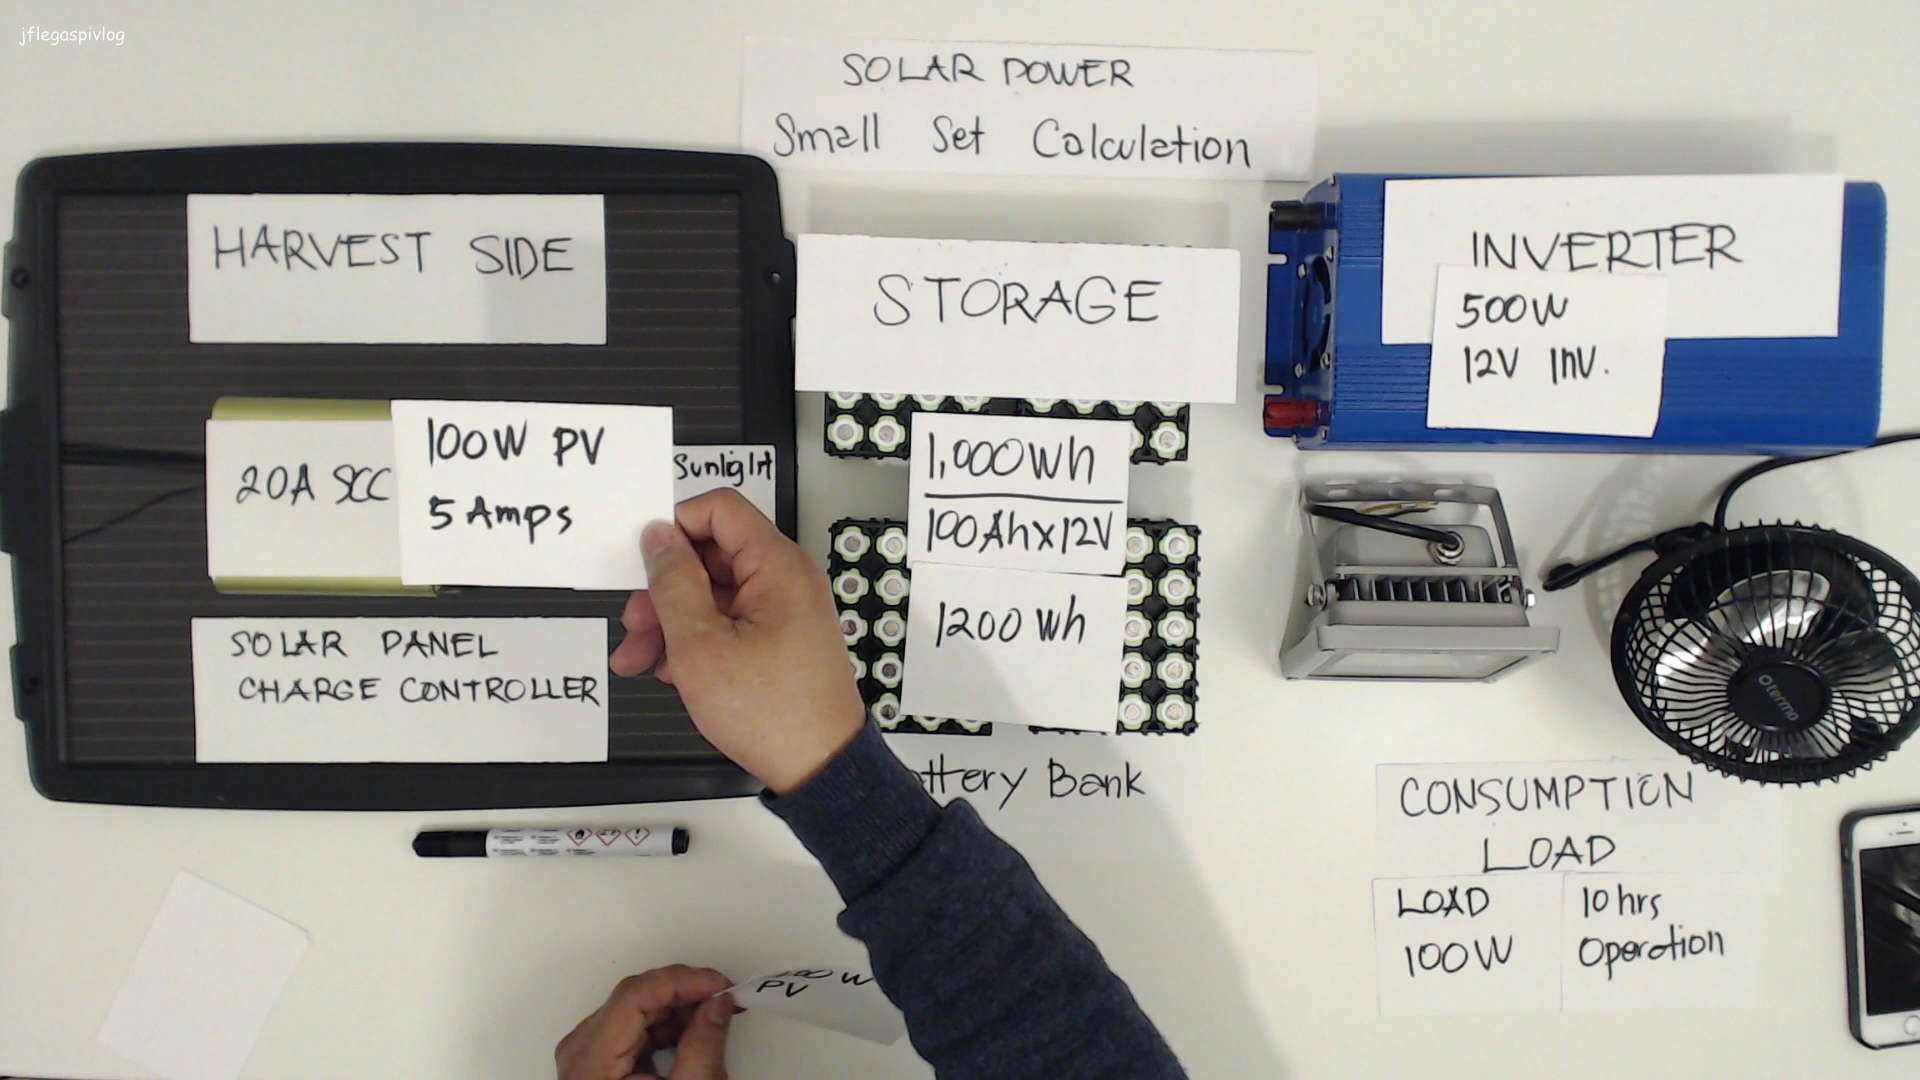 jflegaspivlog
SOLAR POWER
Small Set Calculation
HARVEST SIDE
20A SCC
100W PV
5 Amps
Sunlight
SOLAR PANEL
CHARGE CONTROLLER
STORAGE
1,000Wh
100Ah x 12V
1200 Wh
Bank
INVERTER
500W
12V INV.
Otermo
CONSUMPTION
LOAD
LOAD
100W
10 hrs
Operation
PV